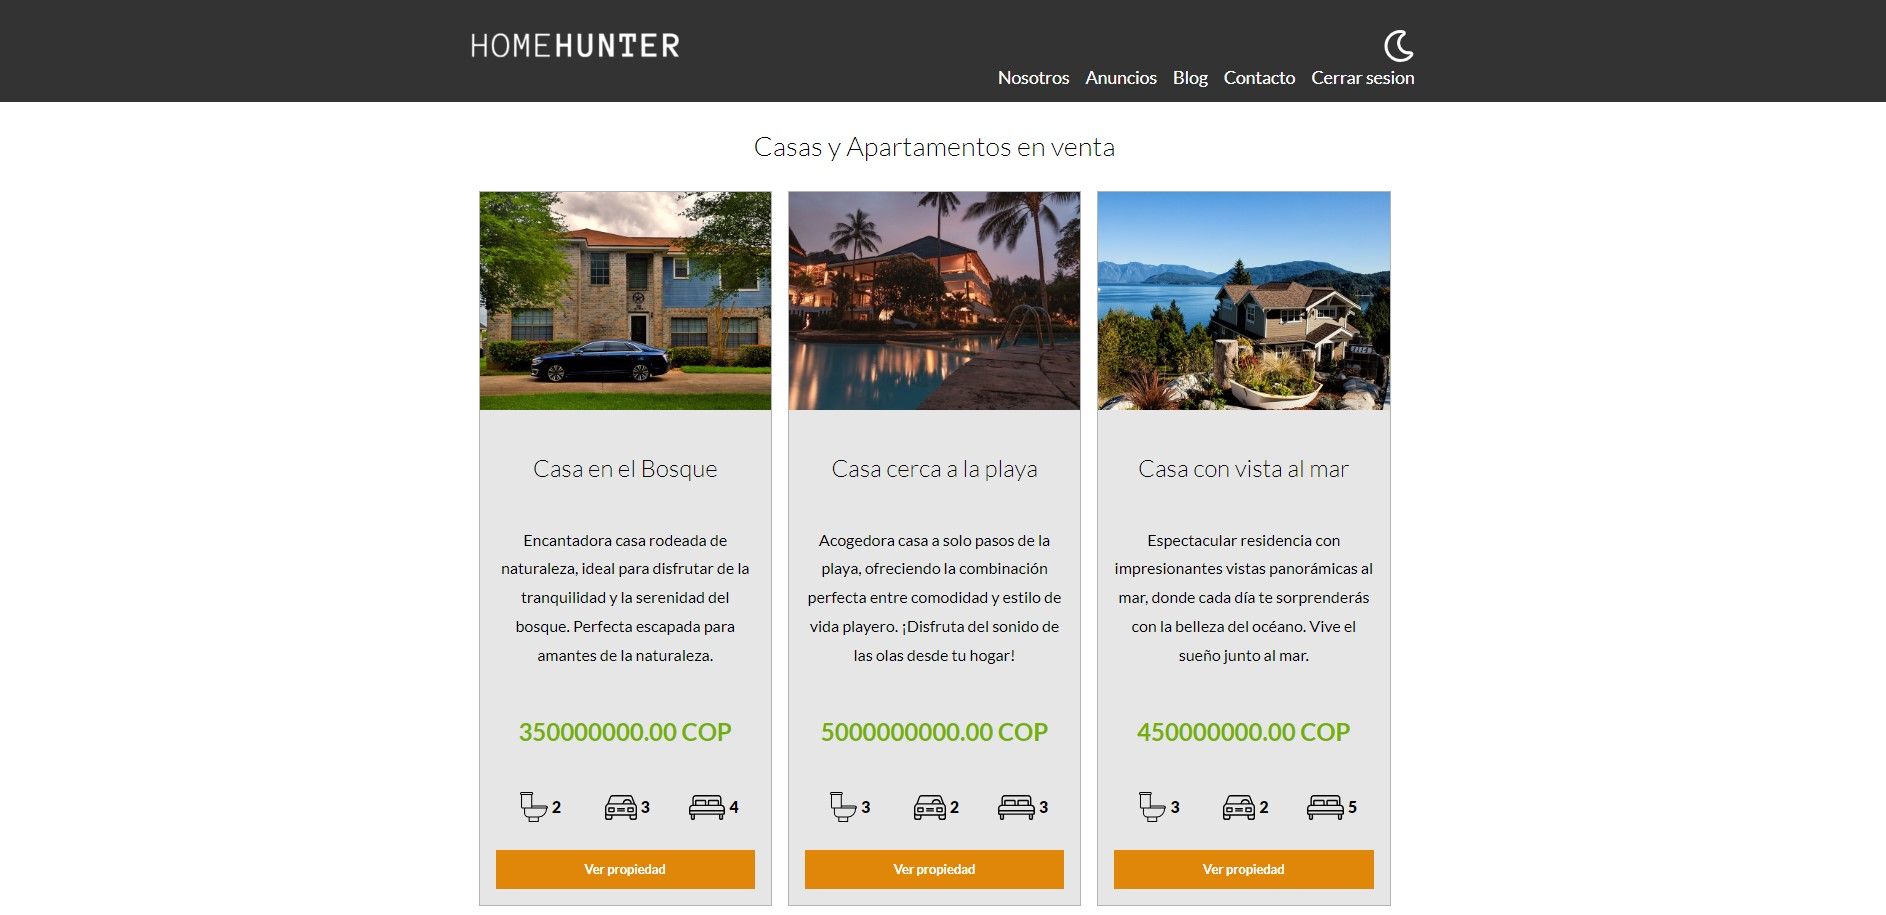 HOMEHUNTER
Nosotros Anuncios Blog Contacto Cerrar sesion
Casas y Apartamentos en venta
Casa en el Bosque
Encantadora casa rodeada de
naturaleza, ideal para disfrutar de la
tranquilidad y la serenidad del
bosque. Perfecta escapada para
amantes de la naturaleza.
350000000.00 COP
2 3 4
Ver propiedad
Casa cerca a la playa
Acogedora casa a solo pasos de la
playa, ofreciendo la combinación
perfecta entre comodidad y estilo de
vida playero. ¡Disfruta del sonido de
las olas desde tu hogar!
5000000000.00 COP
3 2 3
Ver propiedad
Casa con vista al mar
Espectacular residencia con
impresionantes vistas panorámicas al
mar, donde cada día te sorprenderás
con la belleza del océano. Vive el
sueño junto al mar.
450000000.00 COP
3 2 5
Ver propiedad